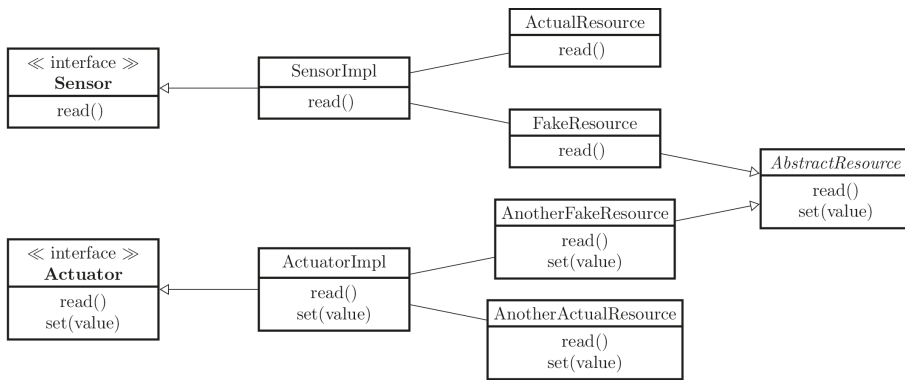 ≪ interface ≫
Sensor
read()
SensorImpl
read()
ActualResource
read()
FakeResource
read()
AbstractResource
read()
set(value)
≪ interface ≫
Actuator
read()
set(value)
ActuatorImpl
read()
set(value)
AnotherFakeResource
read()
set(value)
AnotherActualResource
read()
set(value)